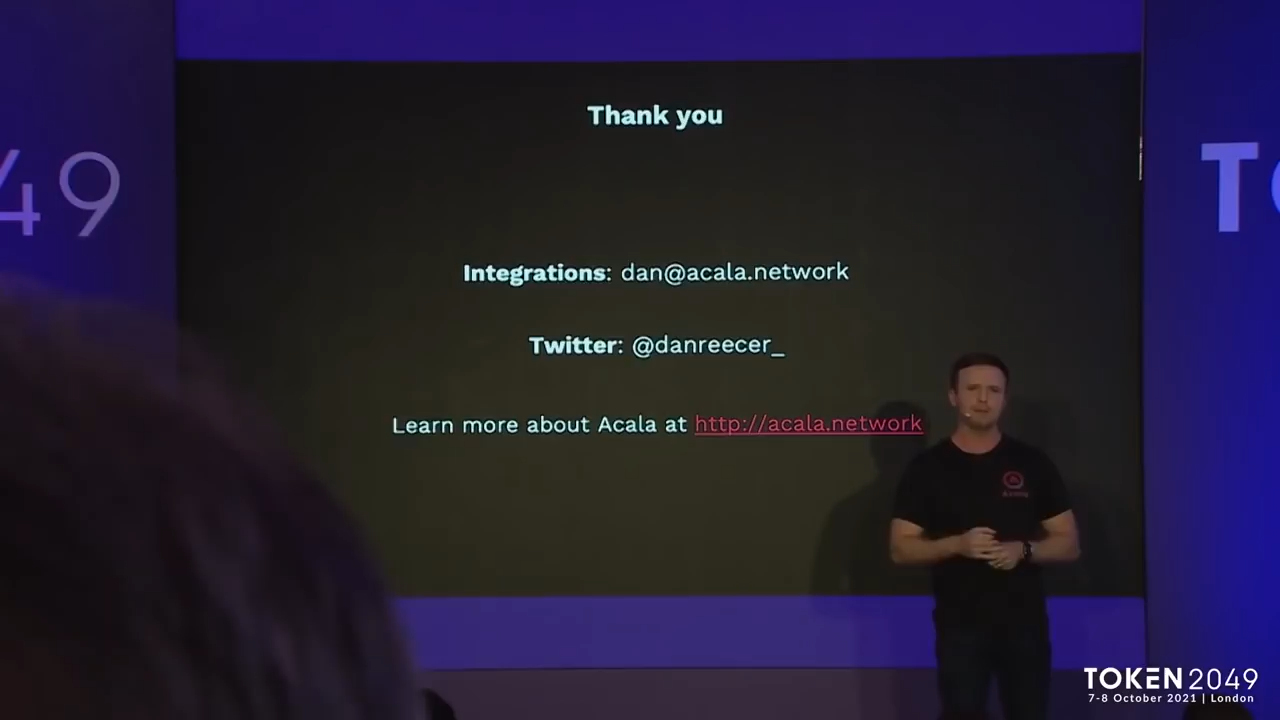 Thank you
49
T
Integrations: dan@acala.network
Twitter: @danreecer_
Learn more about Acala at http://acala.network
TOKEN2049
7-8 October 2021 | London